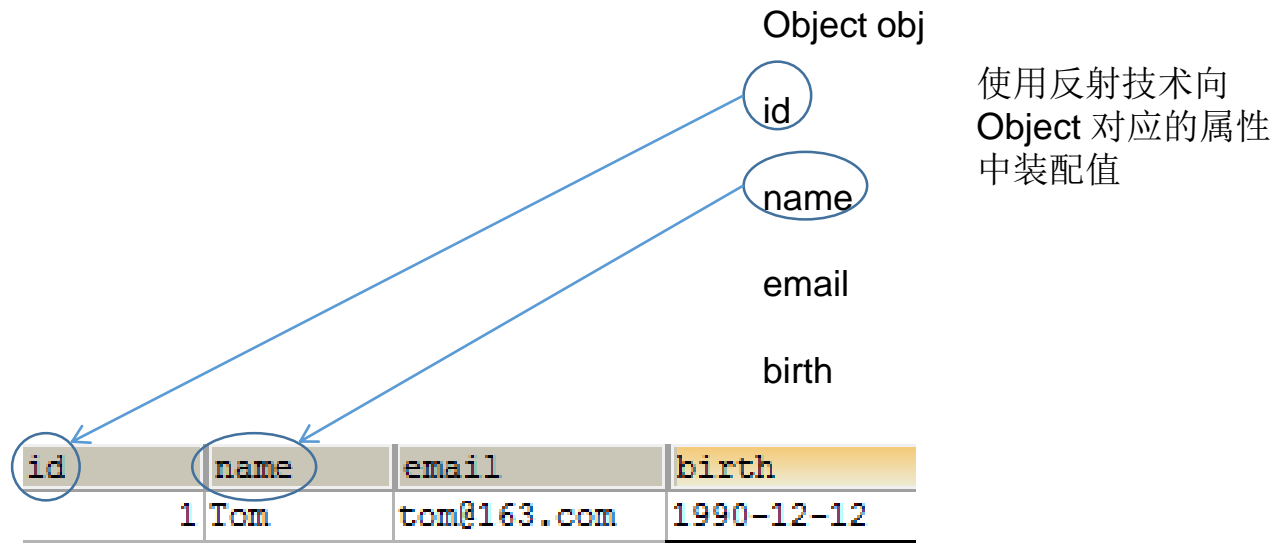 Object obj
id
使用反射技术向
Object 对应的属性
中装配值
name
email
birth
id name email birth
1 Tom tom@163.com 1990-12-12